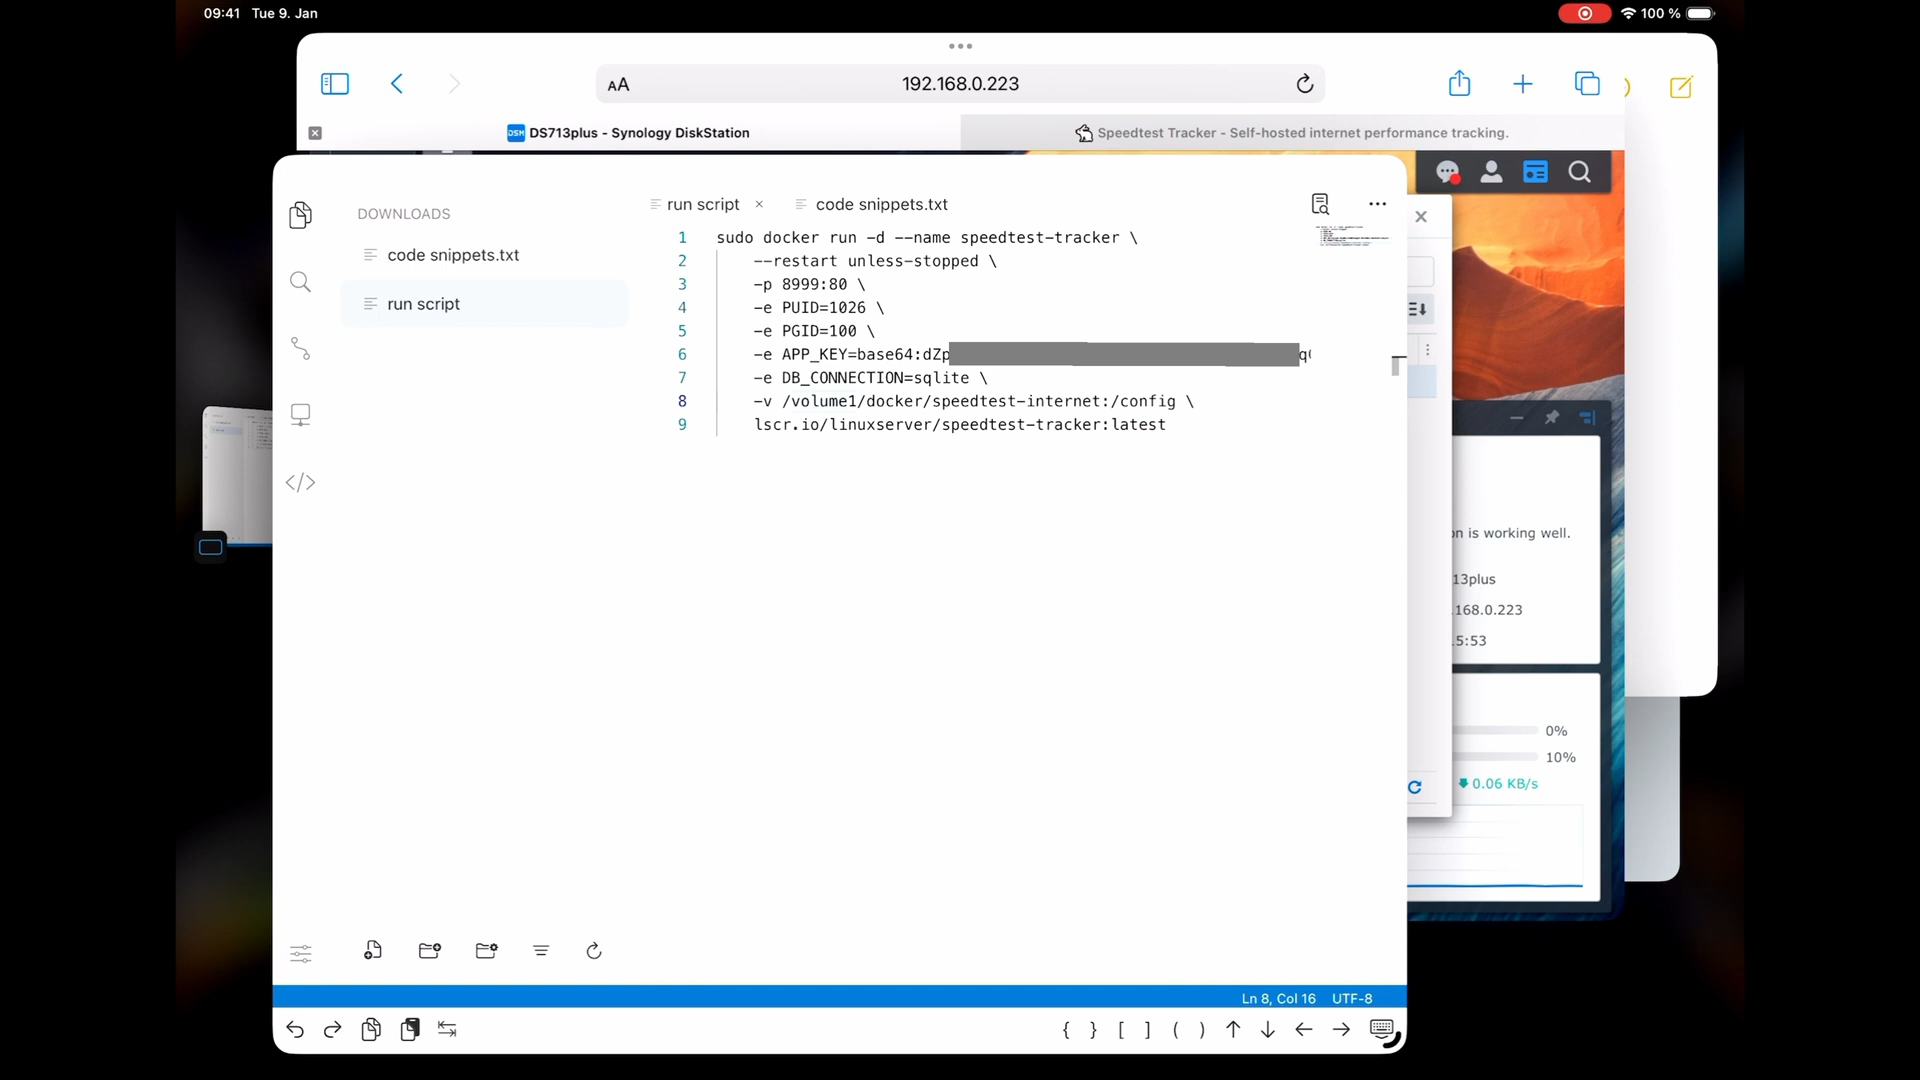 09:41 Tue 9. Jan
100 %
AA
192.168.0.223
DSM DS713plus - Synology DiskStation
Speedtest Tracker - Self-hosted internet performance tracking.
DOWNLOADS
code snippets.txt
run script
run script
code snippets.txt
1 sudo docker run -d --name speedtest-tracker \
2 --restart unless-stopped \
3 -p 8999:80 \
4 -e PUID=1026 \
5 -e PGID=100 \
6 -e APP_KEY=base64:dZp
7 -e DB_CONNECTION=sqlite \
8 -v /volume1/docker/speedtest-internet:/config \
9 lscr.io/linuxserver/speedtest-tracker:latest
on is working well.
13plus
.168.0.223
5:53
0%
10%
0.06 KB/s
Ln 8, Col 16 UTF-8
{ } [ ] ( )